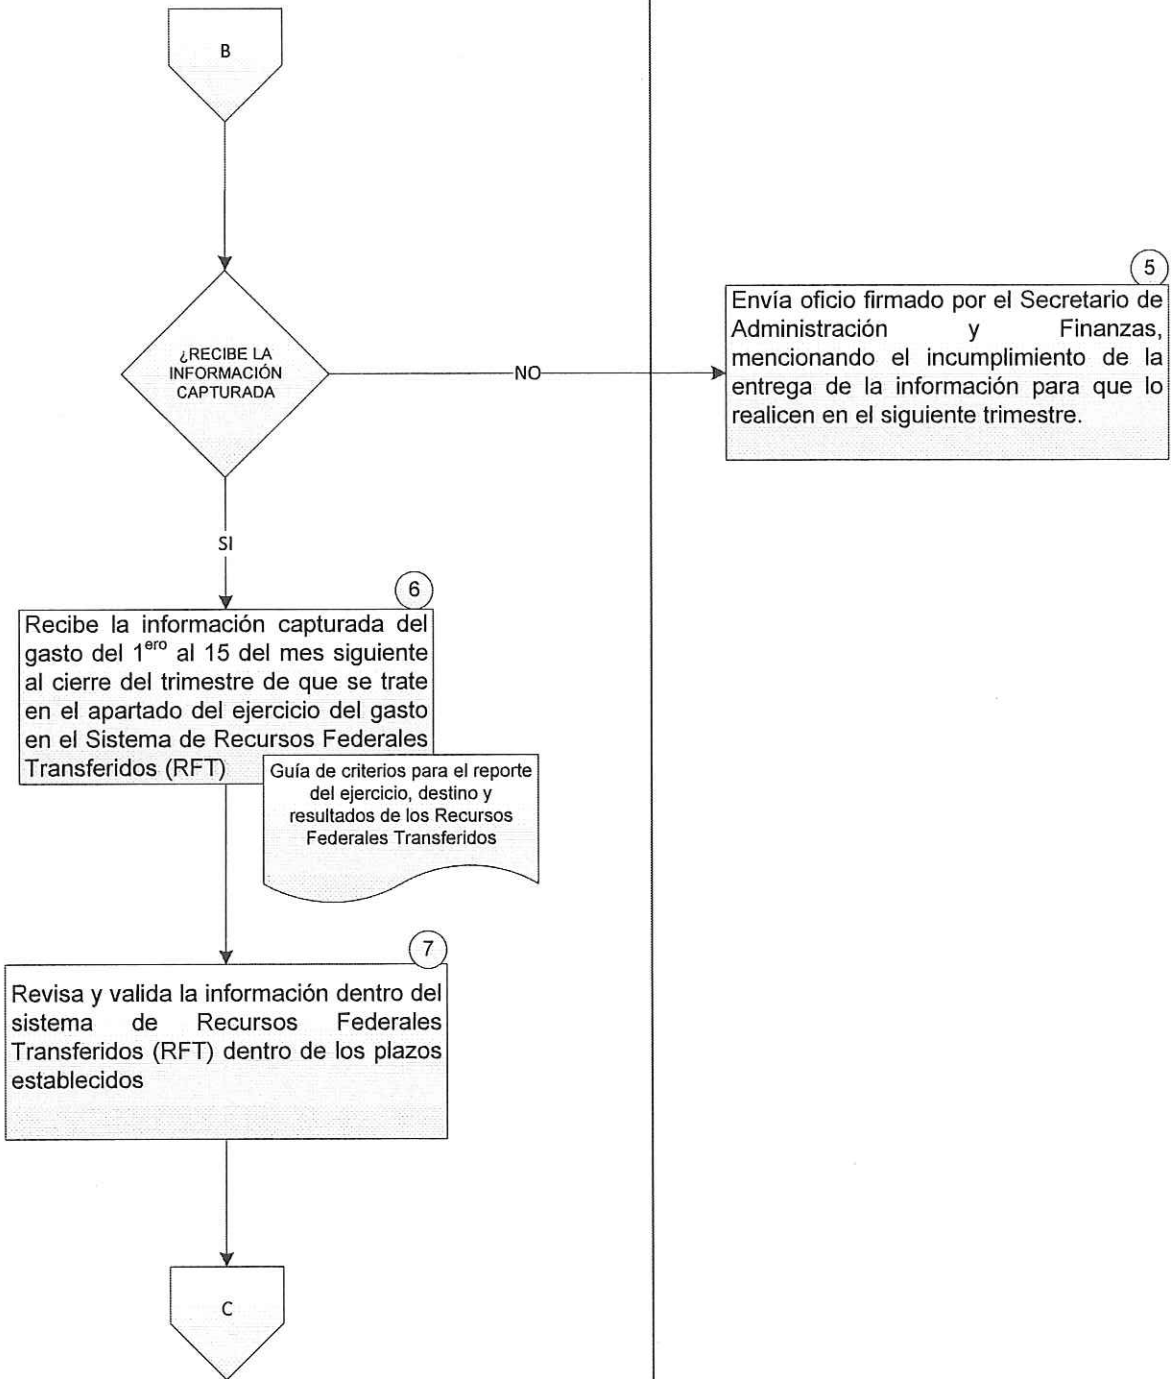 B
¿RECIBE LA
INFORMACIÓN
CAPTURADA
NO
5
Envía oficio firmado por el Secretario de
Administración y Finanzas,
mencionando el incumplimiento de la
entrega de la información para que lo
realicen en el siguiente trimestre.
SI
6
Recibe la información capturada del
gasto del 1ero al 15 del mes siguiente
al cierre del trimestre de que se trate
en el apartado del ejercicio del gasto
en el Sistema de Recursos Federales
Transferidos (RFT)
Guía de criterios para el reporte
del ejercicio, destino y
resultados de los Recursos
Federales Transferidos
7
Revisa y valida la información dentro del
sistema de Recursos Federales
Transferidos (RFT) dentro de los plazos
establecidos
C